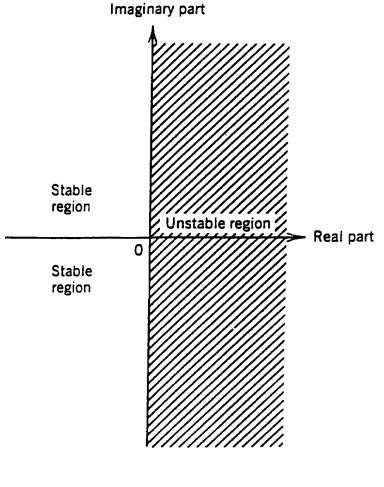 Imaginary part
Stable
region
Unstable region
Real part
0
Stable
region